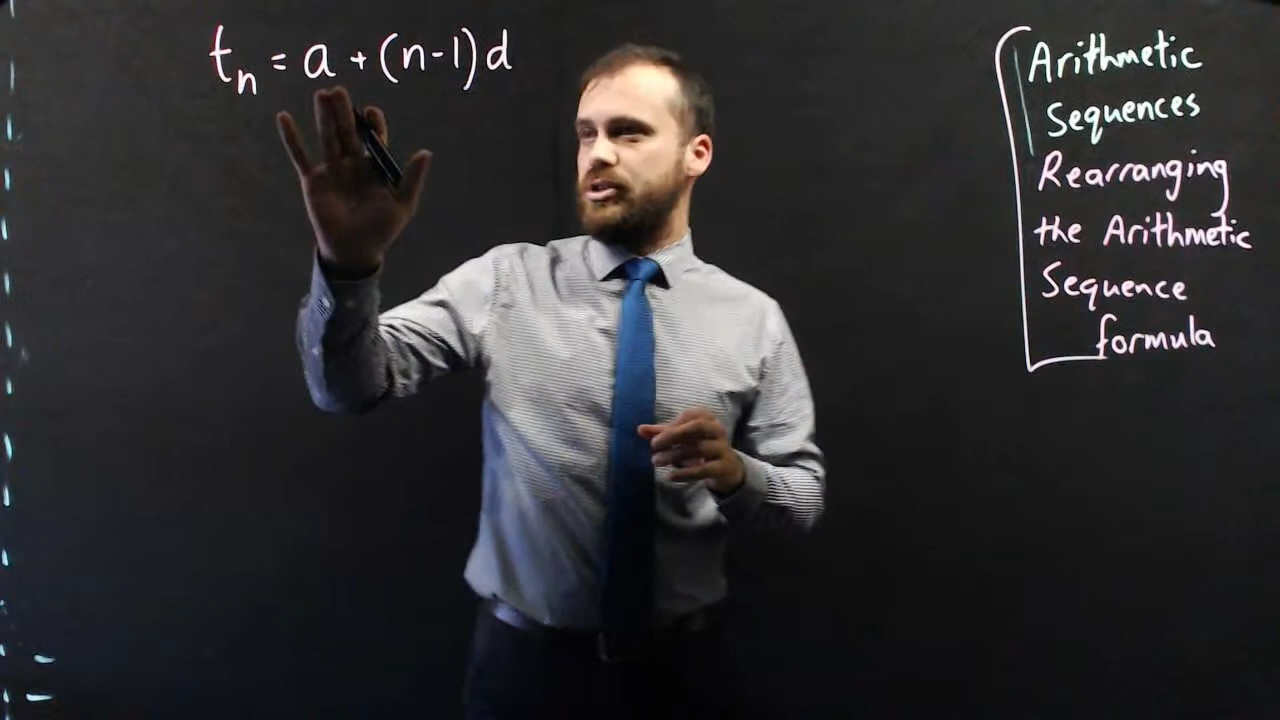 tₙ = a + (n-1)d
Arithmetic
Sequences
Rearranging
the Arithmetic
Sequence
formula